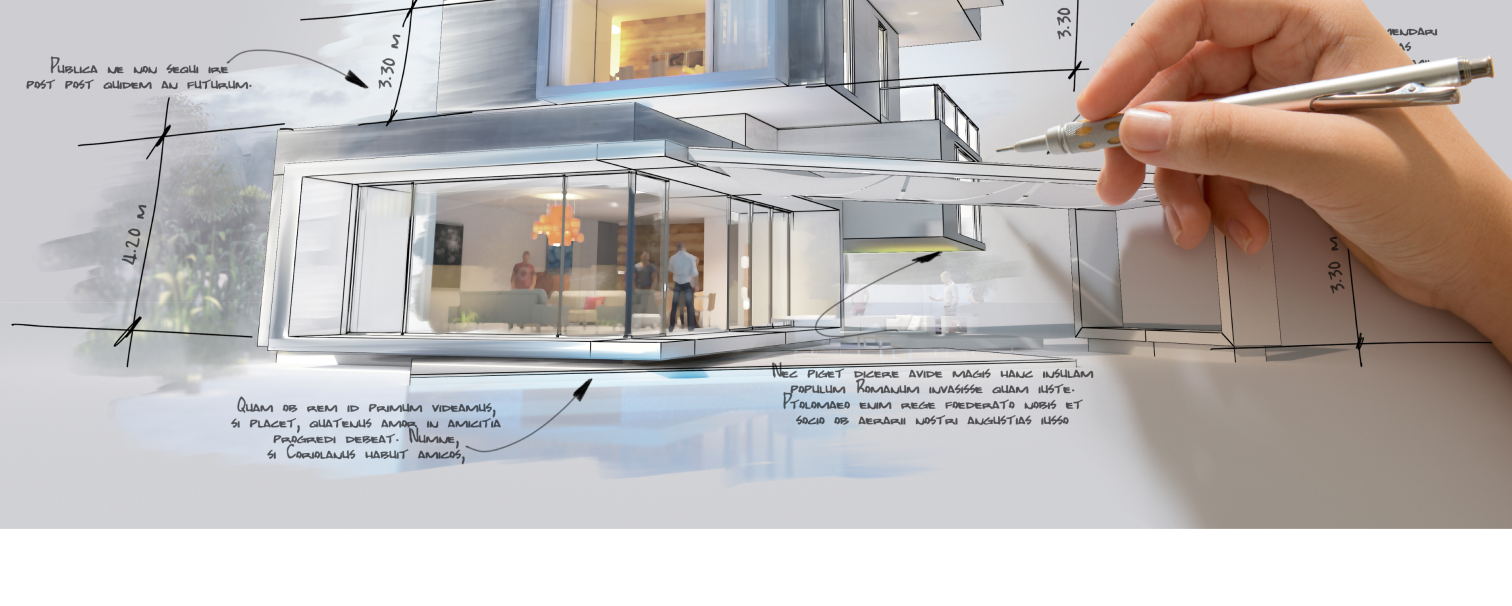 3.30
MENDARI
PUBLICA NE NON SEQUI IRE
POST POST QUIDEM AN FUTURUM.
3.30 M
4.20 M
3.30 M
NEC PIGET DICERE AVIDE MAGIS HANC INSULAM
POPULUM ROMANUM INVASISSE QUAM IUSTE.
PTOLOMAEO ENIM REGE FOEDERATO NOBIS ET
SOCIO OB AERARII NOSTRI ANGUSTIAS IUSSO
QUAM OB REM ID PRIMUM VIDEAMUS,
SI PLACET, QUATENUS AMOR IN AMICITIA
PROGREDI DEBEAT. NUMNE,
SI CORIOLANUS HABUIT AMICOS,